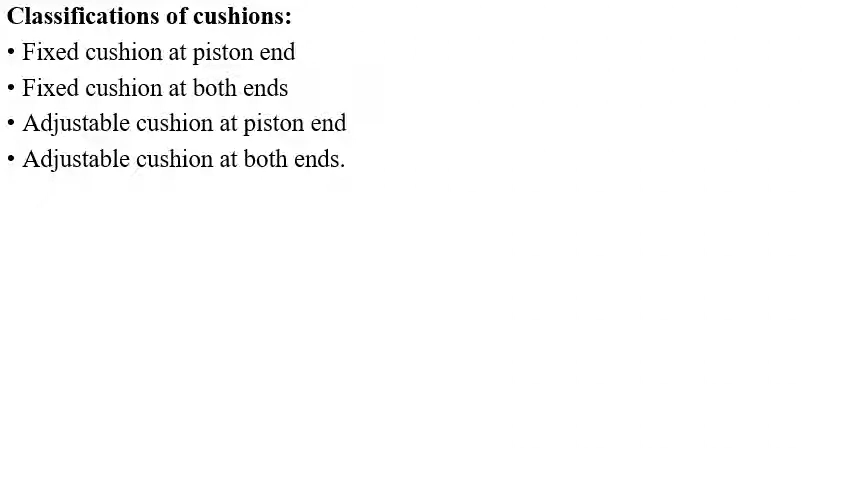 Classifications of cushions:
• Fixed cushion at piston end
• Fixed cushion at both ends
• Adjustable cushion at piston end
• Adjustable cushion at both ends.